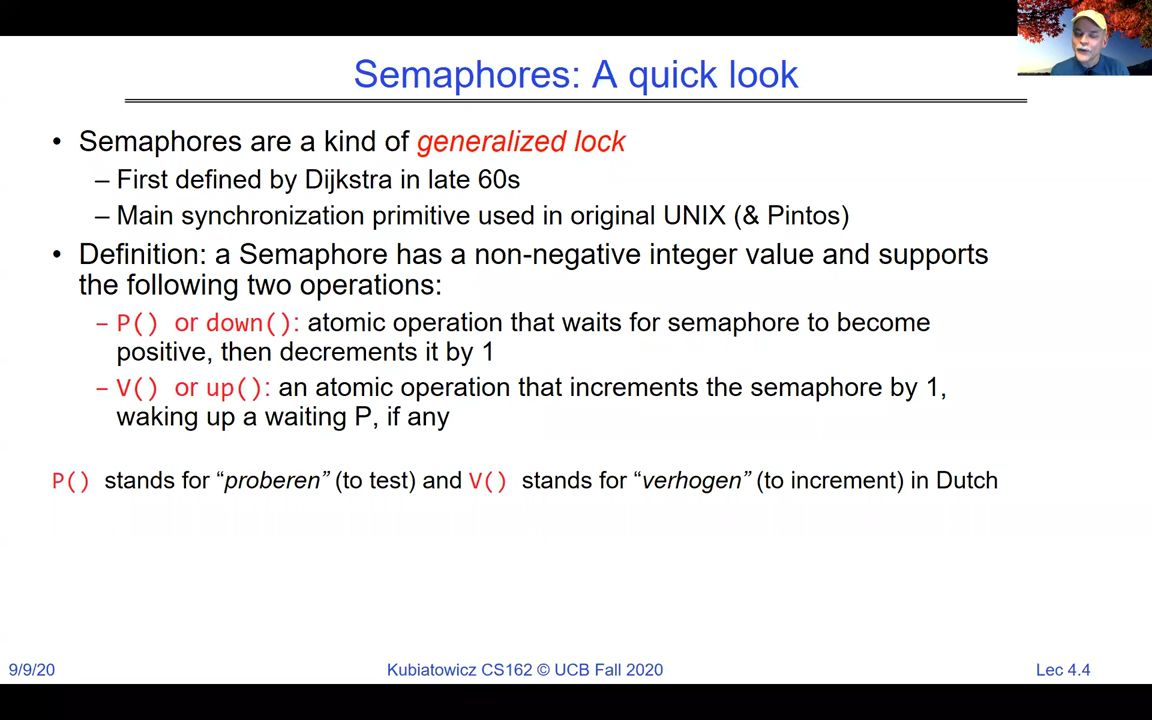 Semaphores: A quick look
• Semaphores are a kind of generalized lock
– First defined by Dijkstra in late 60s
– Main synchronization primitive used in original UNIX (& Pintos)
• Definition: a Semaphore has a non-negative integer value and supports
the following two operations:
– P() or down(): atomic operation that waits for semaphore to become
positive, then decrements it by 1
– V() or up(): an atomic operation that increments the semaphore by 1,
waking up a waiting P, if any
P() stands for “proberen” (to test) and V() stands for “verhogen” (to increment) in Dutch
9/9/20
Kubiatowicz CS162 © UCB Fall 2020
Lec 4.4